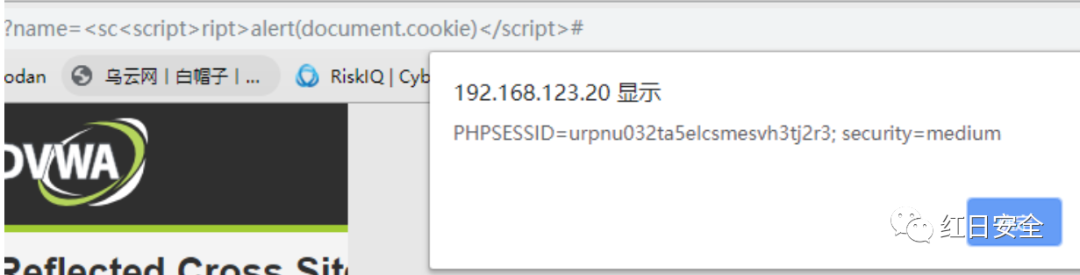 ?name=<sc<script>ript>alert(document.cookie)</script>#
odan 乌云网 | 白帽子 | ... RiskIQ | Cyb
192.168.123.20 显示
PHPSESSID=urpnu032ta5elcsmesvh3tj2r3; security=medium
DVWA
红日安全
Reflected Cross Site